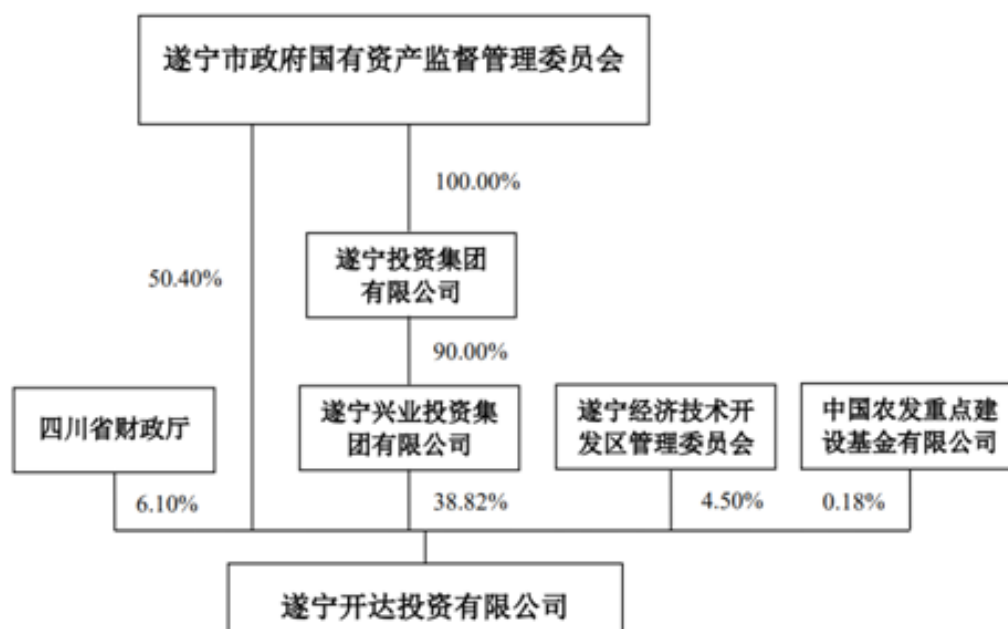 遂宁市政府国有资产监督管理委员会
100.00%
50.40%
遂宁投资集团
有限公司
90.00%
四川省财政厅
遂宁兴业投资集
团有限公司
遂宁经济技术开
发区管理委员会
中国农发重点建
设基金有限公司
6.10%
38.82%
4.50%
0.18%
遂宁开达投资有限公司